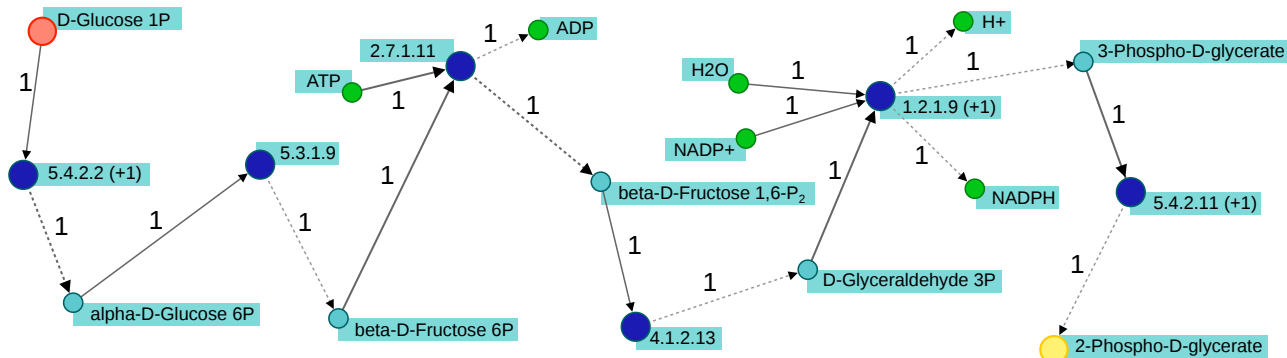 D-Glucose 1P
1
5.4.2.2 (+1)
1
alpha-D-Glucose 6P
1
5.3.1.9
1
beta-D-Fructose 6P
1
2.7.1.11
ATP
1
1
ADP
1
beta-D-Fructose 1,6-P₂
1
4.1.2.13
1
D-Glyceraldehyde 3P
1
H2O
1
NADP+
1
1.2.1.9 (+1)
1
H+
1
NADPH
1
3-Phospho-D-glycerate
1
5.4.2.11 (+1)
1
2-Phospho-D-glycerate